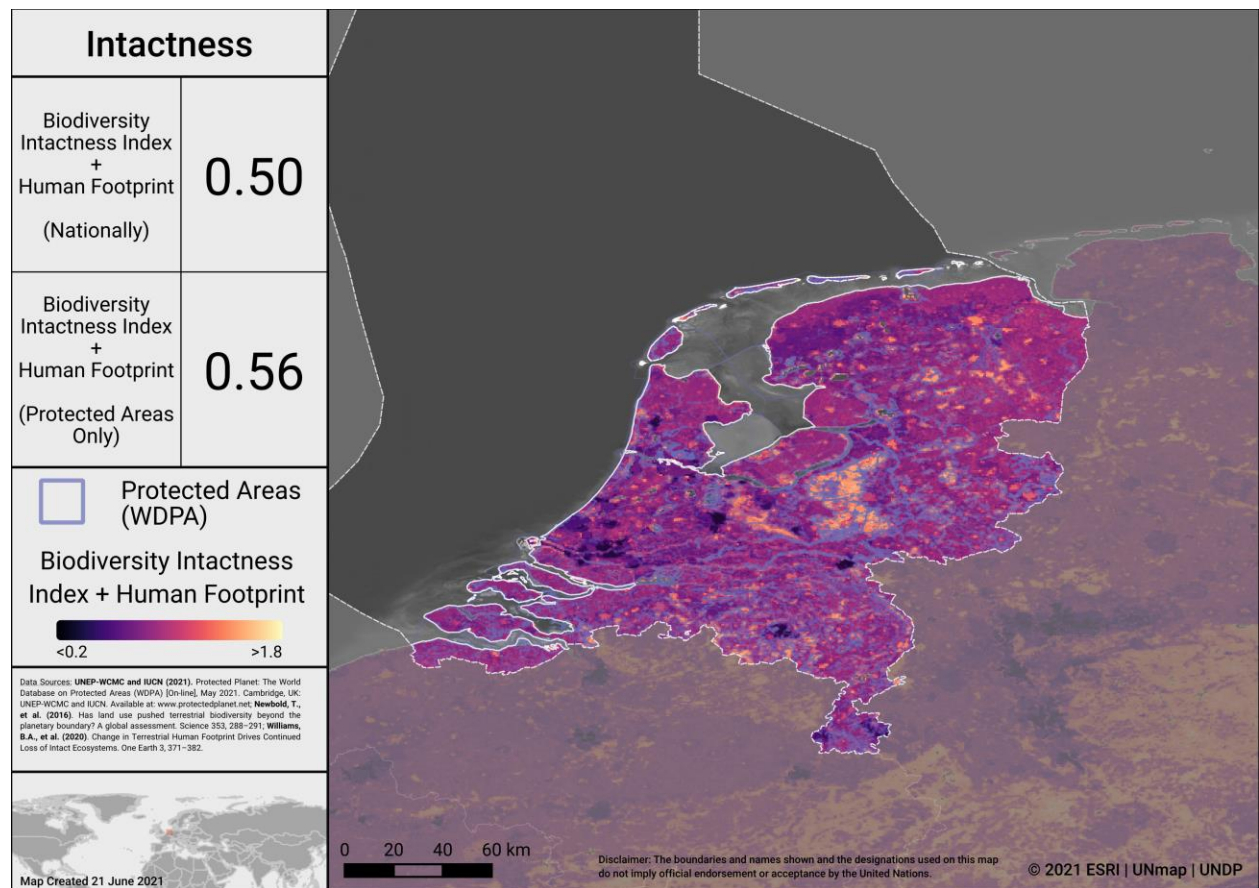 Intactness
Biodiversity
Intactness Index
+
Human Footprint
(Nationally)
0.50
Biodiversity
Intactness Index
+
Human Footprint
(Protected Areas
Only)
0.56
Protected Areas
(WDPA)
Biodiversity Intactness
Index + Human Footprint
<0.2
>1.8
Data Sources: UNEP-WCMC and IUCN (2021). Protected Planet: The World
Database on Protected Areas (WDPA) [On-line], May 2021. Cambridge, UK:
UNEP-WCMC and IUCN. Available at: www.protectedplanet.net; Newbold, T.,
et al. (2016). Has land use pushed terrestrial biodiversity beyond the
planetary boundary? A global assessment. Science 353, 288–291; Williams,
B.A., et al. (2020). Change in Terrestrial Human Footprint Drives Continued
Loss of Intact Ecosystems. One Earth 3, 371–382.
Map Created 21 June 2021
0 20 40 60 km
Disclaimer: The boundaries and names shown and the designations used on this map
do not imply official endorsement or acceptance by the United Nations.
© 2021 ESRI | UNmap | UNDP